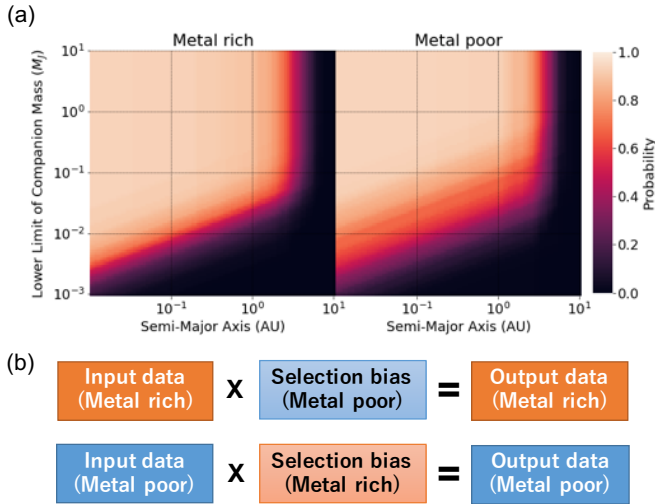 (a)
Metal rich
Metal poor
Lower Limit of Companion Mass (M_J)
10^1
10^0
10^-1
10^-2
10^-3
10^-1
10^0
10^1
10^-1
10^0
10^1
Semi-Major Axis (AU)
Semi-Major Axis (AU)
1.0
0.8
0.6
0.4
0.2
0.0
Probability
(b)
Input data
(Metal rich)
X
Selection bias
(Metal poor)
=
Output data
(Metal rich)
Input data
(Metal poor)
X
Selection bias
(Metal rich)
=
Output data
(Metal poor)